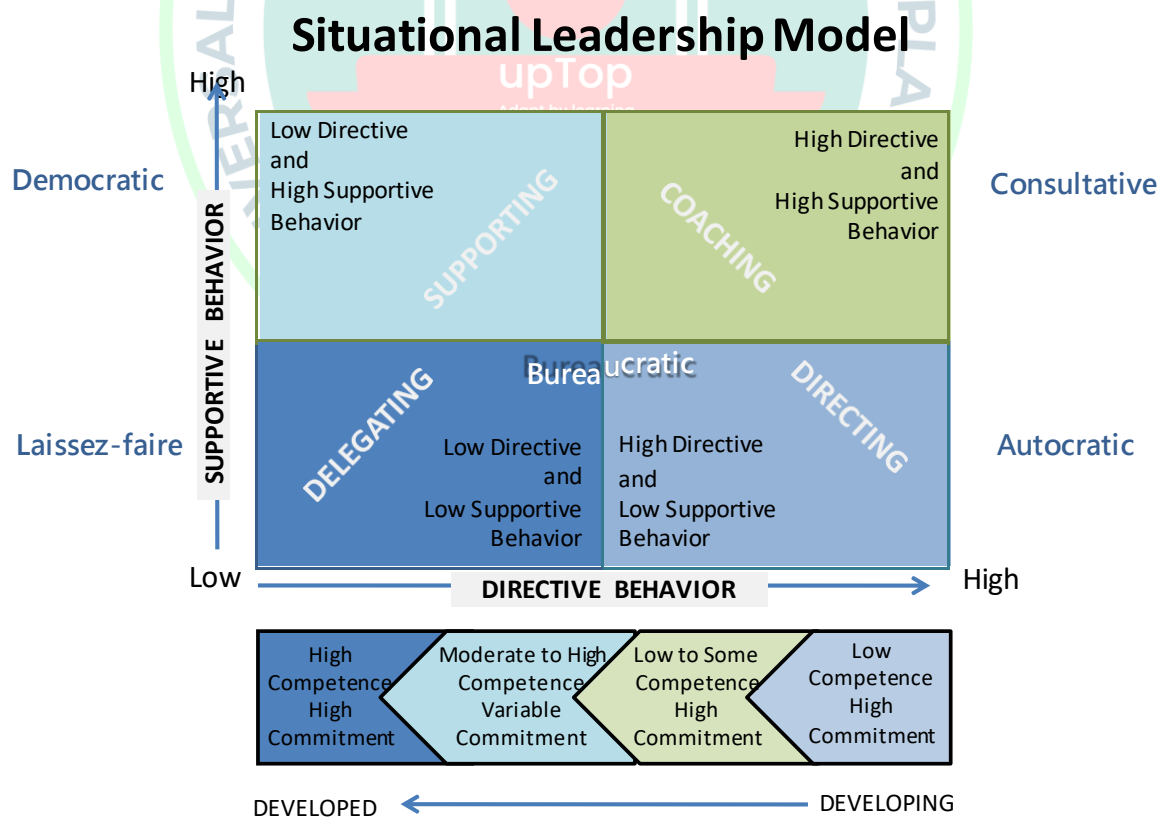 Situational Leadership Model
upTop
High
Democratic
SUPPORTIVE BEHAVIOR
Low Directive
and
High Supportive
Behavior
SUPPORTING
COACHING
High Directive
and
High Supportive
Behavior
Consultative
Laissez-faire
DELEGATING
Low Directive
and
Low Supportive
Behavior
Bureaucratic
High Directive
and
Low Supportive
Behavior
DIRECTING
Autocratic
Low
DIRECTIVE BEHAVIOR
High
High
Competence
High
Commitment
Moderate to High
Competence
Variable
Commitment
Low to Some
Competence
High
Commitment
Low
Competence
High
Commitment
DEVELOPED
DEVELOPING